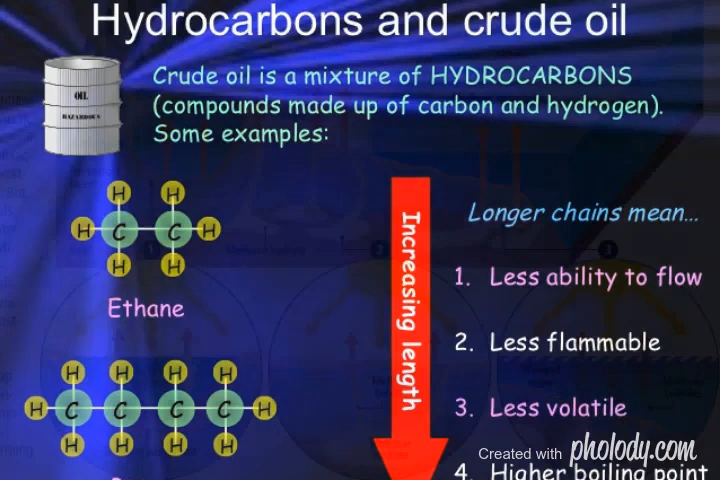 Hydrocarbons and crude oil
OIL
HAZARDOUS
Crude oil is a mixture of HYDROCARBONS
(compounds made up of carbon and hydrogen).
Some examples:
H H
H C C H
H H
Ethane
H H H H
H C C C C H
H H H H
Increasing length
Longer chains mean…
1. Less ability to flow
2. Less flammable
3. Less volatile
4. Higher boiling point
Created with pholody.com